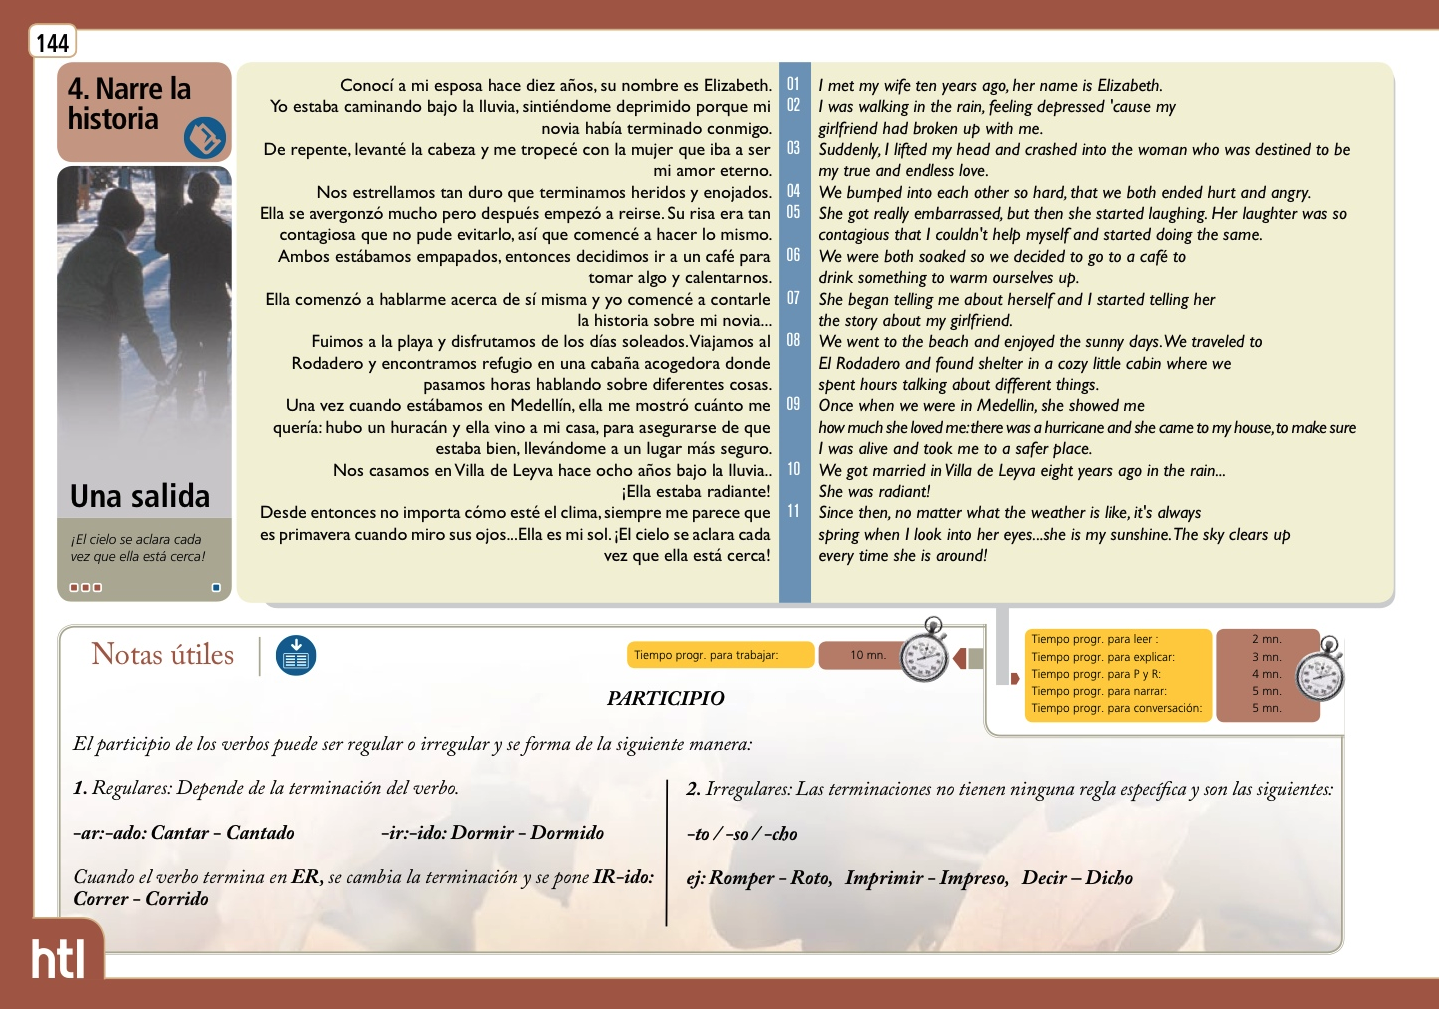 144
4. Narre la
historia
Una salida
¡El cielo se aclara cada
vez que ella está cerca!
Conocí a mi esposa hace diez años, su nombre es Elizabeth.
Yo estaba caminando bajo la lluvia, sintiéndome deprimido porque mi
novia había terminado conmigo.
De repente, levanté la cabeza y me tropecé con la mujer que iba a ser
mi amor eterno.
Nos estrellamos tan duro que terminamos heridos y enojados.
Ella se avergonzó mucho pero después empezó a reirse. Su risa era tan
contagiosa que no pude evitarlo, así que comencé a hacer lo mismo.
Ambos estábamos empapados, entonces decidimos ir a un café para
tomar algo y calentarnos.
Ella comenzó a hablarme acerca de sí misma y yo comencé a contarle
la historia sobre mi novia...
Fuimos a la playa y disfrutamos de los días soleados. Viajamos al
Rodadero y encontramos refugio en una cabaña acogedora donde
pasamos horas hablando sobre diferentes cosas.
Una vez cuando estábamos en Medellín, ella me mostró cuánto me
quería: hubo un huracán y ella vino a mi casa, para asegurarse de que
estaba bien, llevándome a un lugar más seguro.
Nos casamos en Villa de Leyva hace ocho años bajo la lluvia..
¡Ella estaba radiante!
Desde entonces no importa cómo esté el clima, siempre me parece que
es primavera cuando miro sus ojos...Ella es mi sol. ¡El cielo se aclara cada
vez que ella está cerca!
01
02
03
04
05
06
07
08
09
10
11
I met my wife ten years ago, her name is Elizabeth.
I was walking in the rain, feeling depressed 'cause my
girlfriend had broken up with me.
Suddenly, I lifted my head and crashed into the woman who was destined to be
my true and endless love.
We bumped into each other so hard, that we both ended hurt and angry.
She got really embarrassed, but then she started laughing. Her laughter was so
contagious that I couldn't help myself and started doing the same.
We were both soaked so we decided to go to a café to
drink something to warm ourselves up.
She began telling me about herself and I started telling her
the story about my girlfriend.
We went to the beach and enjoyed the sunny days. We traveled to
El Rodadero and found shelter in a cozy little cabin where we
spent hours talking about different things.
Once when we were in Medellin, she showed me
how much she loved me: there was a hurricane and she came to my house, to make sure
I was alive and took me to a safer place.
We got married in Villa de Leyva eight years ago in the rain...
She was radiant!
Since then, no matter what the weather is like, it's always
spring when I look into her eyes...she is my sunshine. The sky clears up
every time she is around!
Notas útiles
Tiempo progr. para trabajar: 10 mn.
Tiempo progr. para leer : 2 mn.
Tiempo progr. para explicar: 3 mn.
Tiempo progr. para P y R: 4 mn.
Tiempo progr. para narrar: 5 mn.
Tiempo progr. para conversación: 5 mn.
PARTICIPIO
El participio de los verbos puede ser regular o irregular y se forma de la siguiente manera:
1. Regulares: Depende de la terminación del verbo.
-ar:-ado: Cantar - Cantado -ir:-ido: Dormir - Dormido
Cuando el verbo termina en ER, se cambia la terminación y se pone IR-ido:
Correr - Corrido
2. Irregulares: Las terminaciones no tienen ninguna regla específica y son las siguientes:
-to / -so / -cho
ej: Romper - Roto, Imprimir - Impreso, Decir – Dicho
htl